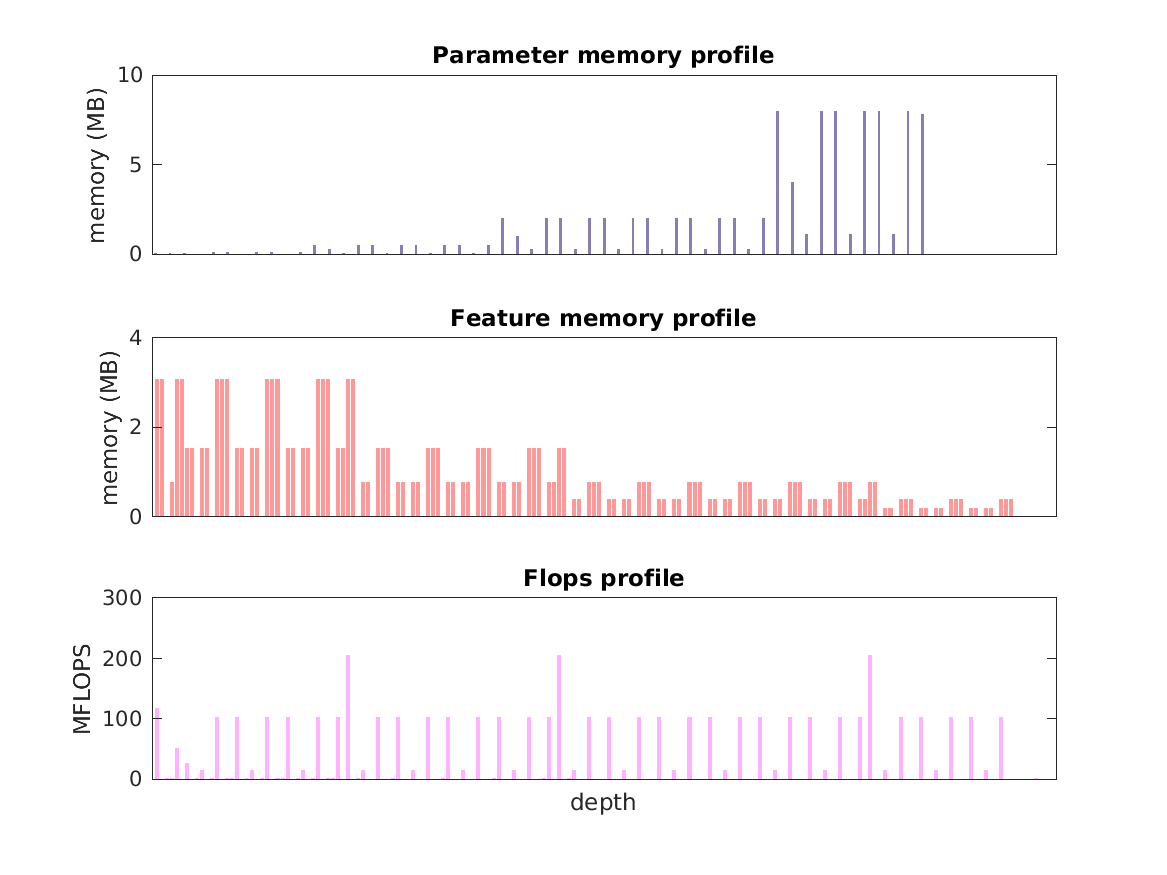 Parameter memory profile
10
5
0
memory (MB)
Feature memory profile
4
2
0
memory (MB)
Flops profile
300
200
100
0
MFLOPS
depth